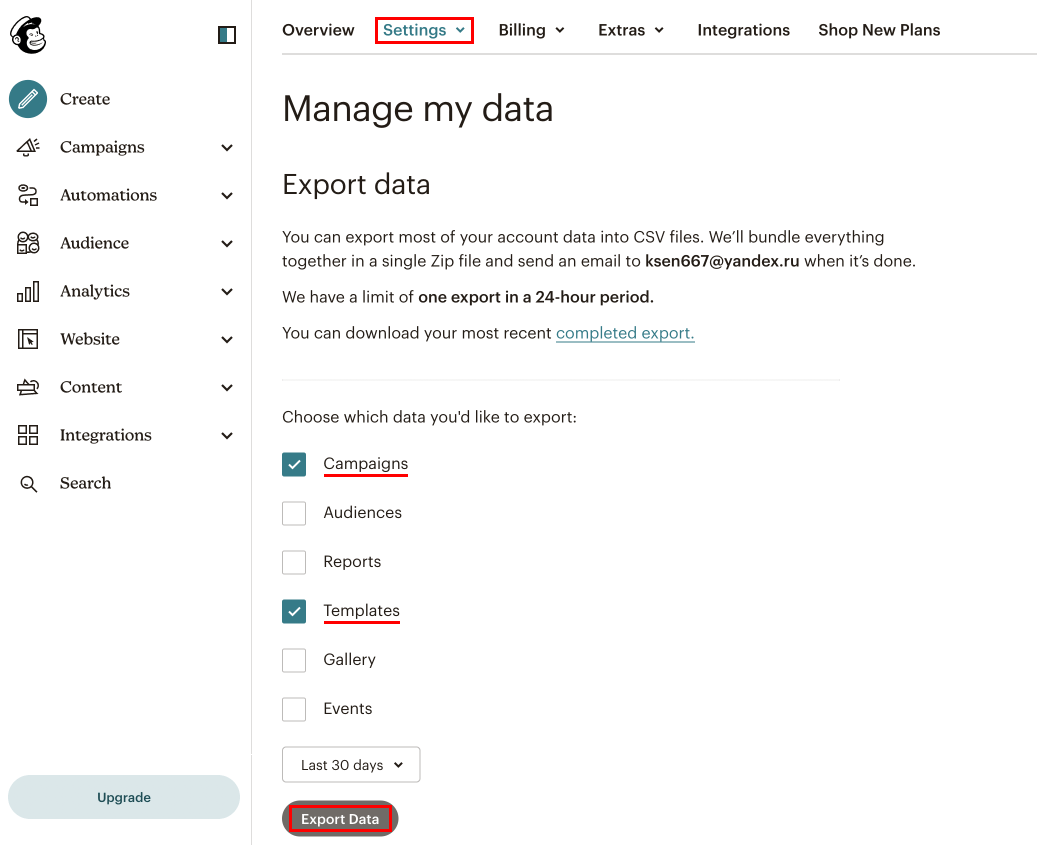 Overview
Settings
Billing
Extras
Integrations
Shop New Plans
Create
Campaigns
Automations
Audience
Analytics
Website
Content
Integrations
Search
Upgrade
Manage my data
Export data
You can export most of your account data into CSV files. We’ll bundle everything
together in a single Zip file and send an email to ksen667@yandex.ru when it’s done.
We have a limit of one export in a 24-hour period.
You can download your most recent completed export.
Choose which data you'd like to export:
Campaigns
Audiences
Reports
Templates
Gallery
Events
Last 30 days
Export Data